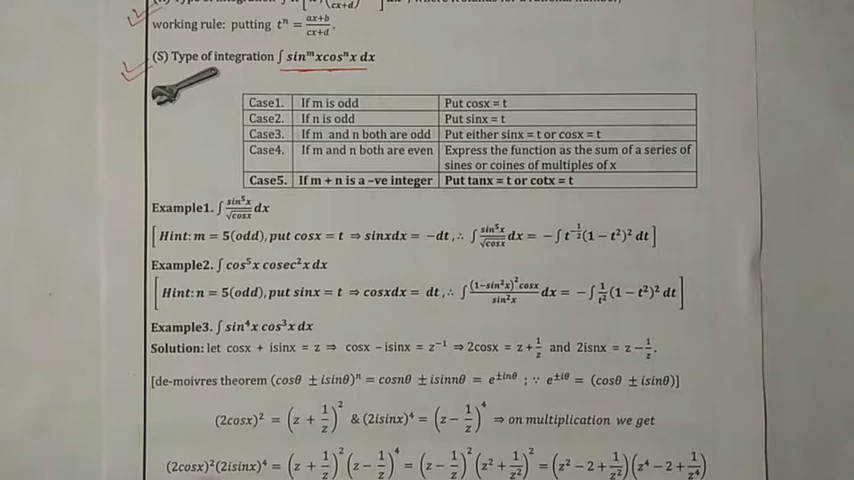 working rule: putting tⁿ = (ax+b)/(cx+d).
(S) Type of integration ∫ sinᵐxcosⁿx dx
Case1. If m is odd Put cosx = t
Case2. If n is odd Put sinx = t
Case3. If m and n both are odd Put either sinx = t or cosx = t
Case4. If m and n both are even Express the function as the sum of a series of
sines or coines of multiples of x
Case5. If m + n is a –ve integer Put tanx = t or cotx = t
Example1. ∫ sin⁵x/√cosx dx
[Hint: m = 5(odd), put cosx = t ⇒ sinxdx = −dt, ∴ ∫ sin⁵x/√cosx dx = − ∫ t^(−1/2)(1 − t²)² dt]
Example2. ∫ cos⁵x cosec²x dx
[Hint: n = 5(odd), put sinx = t ⇒ cosxdx = dt, ∴ ∫ (1−sin²x)²cosx/sin²x dx = − ∫ 1/t² (1 − t²)² dt]
Example3. ∫ sin⁴x cos³x dx
Solution: let cosx + isinx = z ⇒ cosx − isinx = z⁻¹ ⇒ 2cosx = z + 1/z and 2isnx = z − 1/z.
[de-moivres theorem (cosθ ± isinθ)ⁿ = cosnθ ± isinnθ = e^(±inθ) ; ∵ e^(±iθ) = (cosθ ± isinθ)]
(2cosx)² = (z + 1/z)² & (2isinx)⁴ = (z − 1/z)⁴ ⇒ on multiplication we get
(2cosx)²(2isinx)⁴ = (z + 1/z)² (z − 1/z)⁴ = (z − 1/z)² (z² + 1/z²)² = (z² − 2 + 1/z²)(z⁴ − 2 + 1/z⁴)